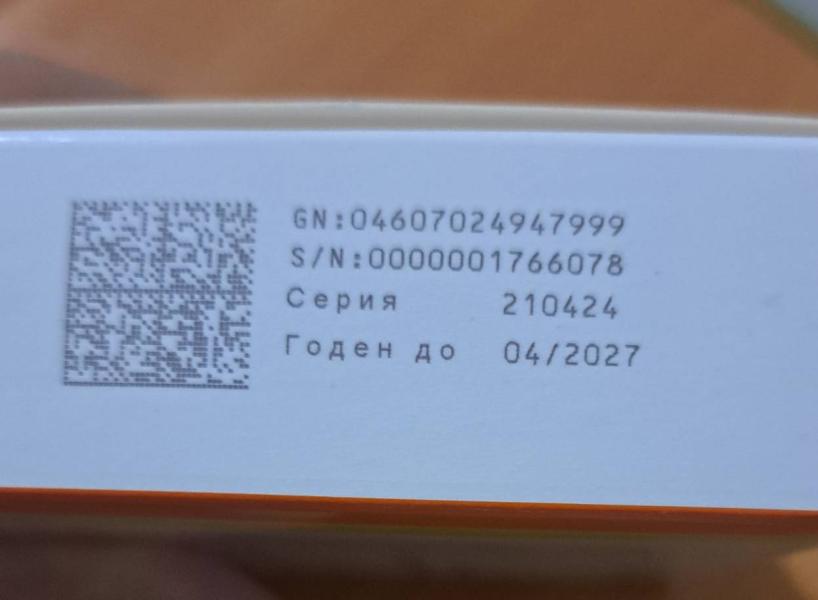 GN:04607024947999
S/N:0000001766078
Серия 210424
Годен до 04/2027